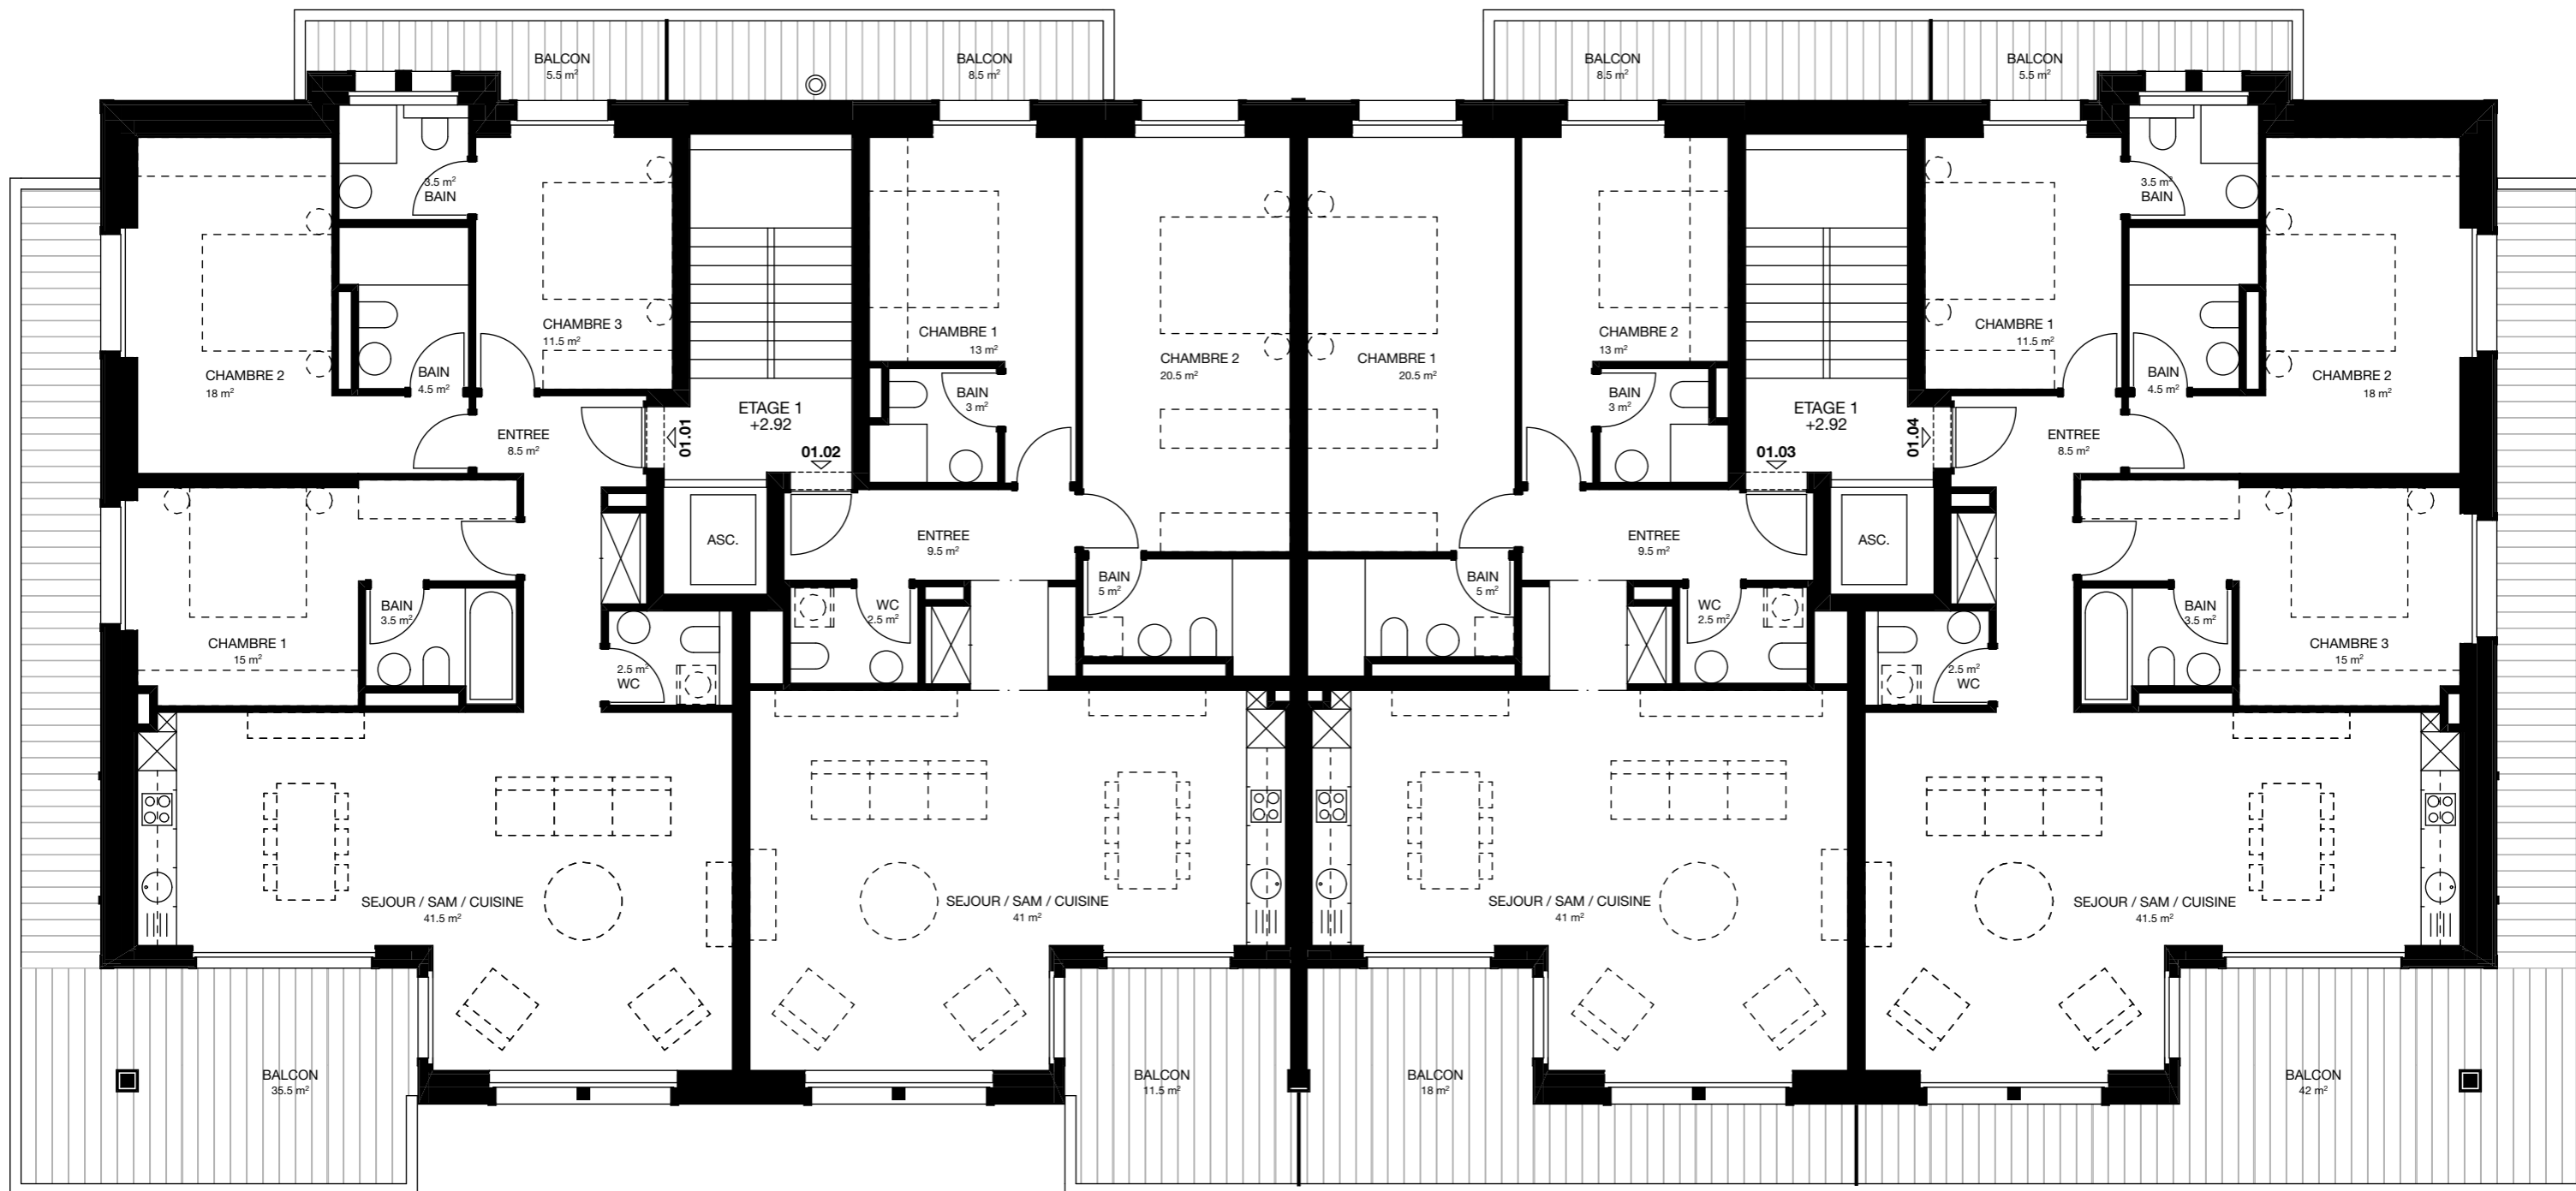 BALCON
5.5 m²
BALCON
8.5 m²
BALCON
8.5 m²
BALCON
5.5 m²
3.5 m²
BAIN
CHAMBRE 3
11.5 m²
CHAMBRE 2
18 m²
BAIN
4.5 m²
ENTREE
8.5 m²
01.01
ETAGE 1
+2.92
01.02
CHAMBRE 1
13 m²
BAIN
3 m²
CHAMBRE 2
20.5 m²
CHAMBRE 1
20.5 m²
CHAMBRE 2
13 m²
BAIN
3 m²
ETAGE 1
+2.92
01.03
01.04
3.5 m²
BAIN
CHAMBRE 1
11.5 m²
BAIN
4.5 m²
CHAMBRE 2
18 m²
ENTREE
8.5 m²
ASC.
ENTREE
9.5 m²
ENTREE
9.5 m²
ASC.
CHAMBRE 1
15 m²
BAIN
3.5 m²
2.5 m²
WC
WC
2.5 m²
BAIN
5 m²
BAIN
5 m²
WC
2.5 m²
2.5 m²
WC
BAIN
3.5 m²
CHAMBRE 3
15 m²
SEJOUR / SAM / CUISINE
41.5 m²
SEJOUR / SAM / CUISINE
41 m²
SEJOUR / SAM / CUISINE
41 m²
SEJOUR / SAM / CUISINE
41.5 m²
BALCON
35.5 m²
BALCON
11.5 m²
BALCON
18 m²
BALCON
42 m²